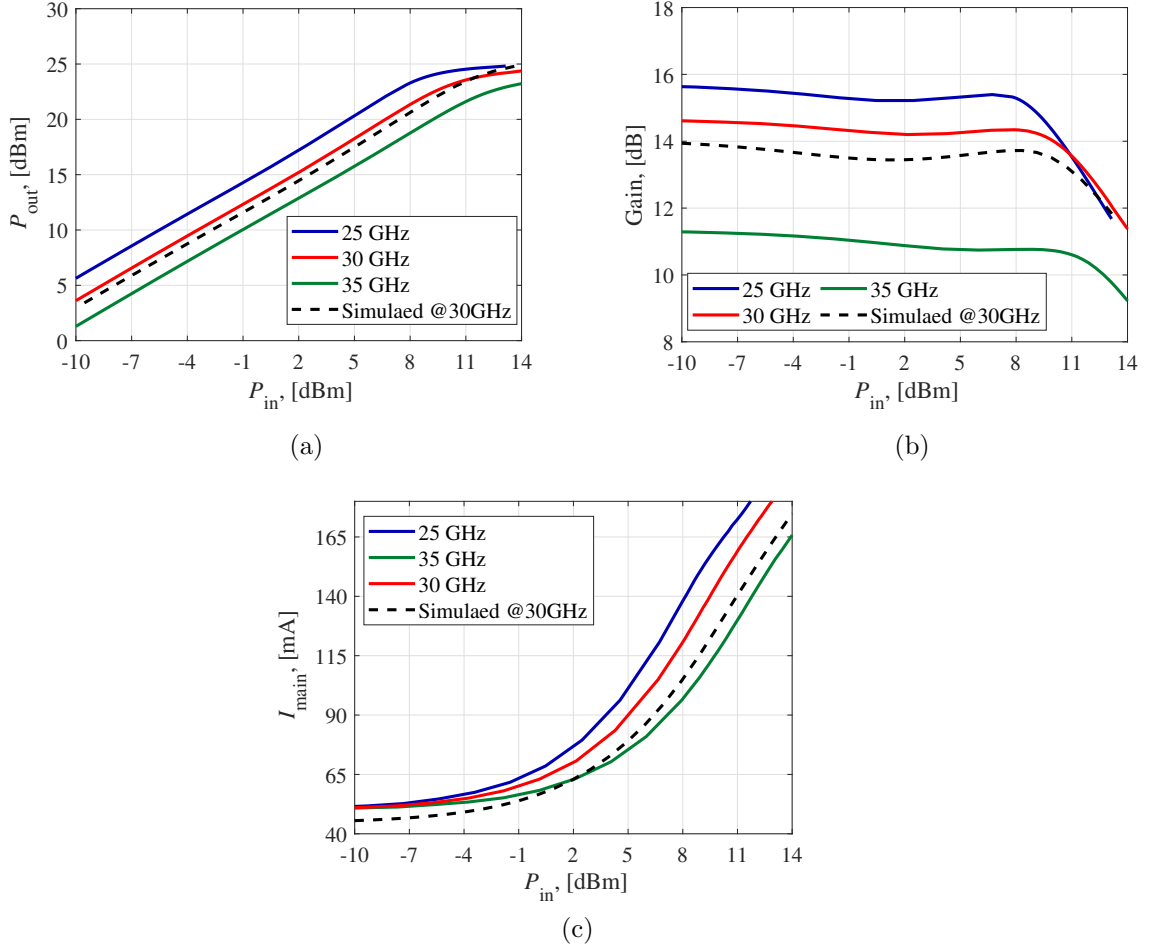 30
25
20
15
10
5
0
-10 -7 -4 -1 2 5 8 11 14
P_out, [dBm]
P_in, [dBm]
25 GHz
30 GHz
35 GHz
Simulaed @30GHz
(a)
18
16
14
12
10
8
-10 -7 -4 -1 2 5 8 11 14
Gain, [dB]
P_in, [dBm]
25 GHz 35 GHz
30 GHz Simulaed @30GHz
(b)
165
140
115
90
65
40
-10 -7 -4 -1 2 5 8 11 14
I_main, [mA]
P_in, [dBm]
25 GHz
35 GHz
30 GHz
Simulaed @30GHz
(c)